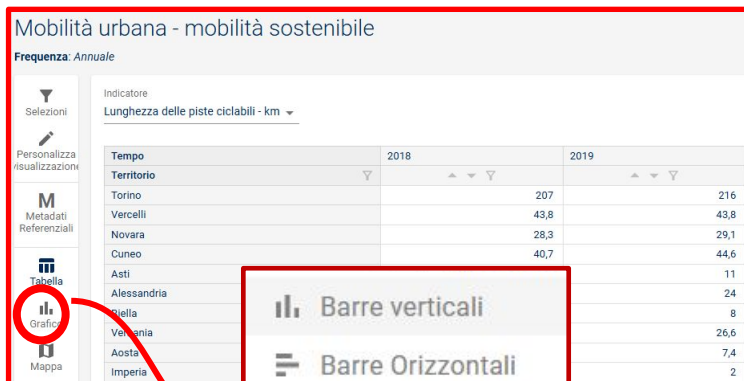 Mobilità urbana - mobilità sostenibile
Frequenza: Annuale
Selezioni
Personalizza
visualizzazione
M
Metadati
Referenziali
Tabella
Grafico
Mappa
Indicatore
Lunghezza delle piste ciclabili - km
Tempo 2018 2019
Territorio
Torino 207 216
Vercelli 43,8 43,8
Novara 28,3 29,1
Cuneo 40,7 44,6
Asti 11
Alessandria 24
Biella 8
Verbania 26,6
Aosta 7,4
Imperia 2
Barre verticali
Barre Orizzontali